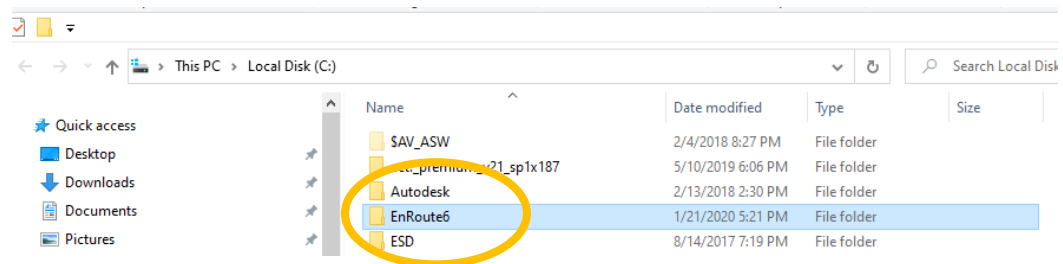 This PC > Local Disk (C:)
Search Local Disk
Name Date modified Type Size
Quick access
$AV_ASW 2/4/2018 8:27 PM File folder
Desktop
_premium_v21_sp1x187 5/10/2019 6:06 PM File folder
Downloads
Autodesk 2/13/2018 2:30 PM File folder
Documents
EnRoute6 1/21/2020 5:21 PM File folder
Pictures
ESD 8/14/2017 7:19 PM File folder